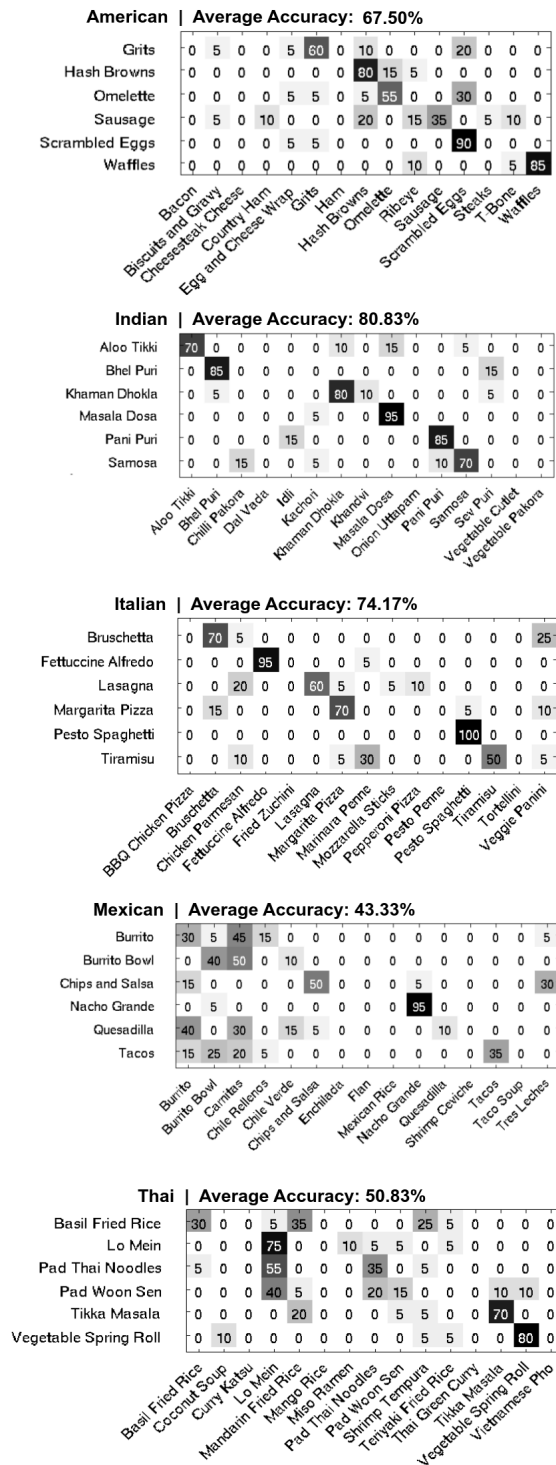 American | Average Accuracy: 67.50%
Grits 0 5 0 0 5 60 0 10 0 0 0 20 0 0 0
Hash Browns 0 0 0 0 0 0 0 80 15 5 0 0 0 0 0
Omelette 0 0 0 0 5 5 0 5 55 0 0 30 0 0 0
Sausage 0 5 0 10 0 0 0 20 0 15 35 0 5 10 0
Scrambled Eggs 0 0 0 0 5 5 0 0 0 0 0 90 0 0 0
Waffles 0 0 0 0 0 0 0 0 0 10 0 0 0 5 85
Bacon
Biscuits and Gravy
Cheesesteak Cheese
Country Ham
Egg and Cheese Wrap
Grits
Ham
Hash Browns
Omelette
Ribeye
Sausage
Scrambled Eggs
Steaks
T-Bone
Waffles
Indian | Average Accuracy: 80.83%
Aloo Tikki 70 0 0 0 0 0 10 0 15 0 0 5 0 0 0
Bhel Puri 0 85 0 0 0 0 0 0 0 0 0 0 15 0 0
Khaman Dhokla 0 5 0 0 0 0 80 10 0 0 0 0 5 0 0
Masala Dosa 0 0 0 0 0 5 0 0 95 0 0 0 0 0 0
Pani Puri 0 0 0 0 15 0 0 0 0 0 85 0 0 0 0
Samosa 0 0 15 0 0 5 0 0 0 0 10 70 0 0 0
Aloo Tikki
Bhel Puri
Chilli Pakora
Dal Vada
Idli
Kachori
Khaman Dhokla
Khandvi
Masala Dosa
Onion Uttapam
Pani Puri
Samosa
Sev Puri
Vegetable Cutlet
Vegetable Pakora
Italian | Average Accuracy: 74.17%
Bruschetta 0 70 5 0 0 0 0 0 0 0 0 0 0 0 25
Fettuccine Alfredo 0 0 0 95 0 0 0 5 0 0 0 0 0 0 0
Lasagna 0 0 20 0 0 60 5 0 5 10 0 0 0 0 0
Margarita Pizza 0 15 0 0 0 0 70 0 0 0 0 5 0 0 10
Pesto Spaghetti 0 0 0 0 0 0 0 0 0 0 0 100 0 0 0
Tiramisu 0 0 10 0 0 0 5 30 0 0 0 0 50 0 5
BBQ Chicken Pizza
Bruschetta
Chicken Parmesan
Fettuccine Alfredo
Fried Zuchini
Lasagna
Margarita Pizza
Marinara Penne
Mozzarella Sticks
Pepperoni Pizza
Pesto Penne
Pesto Spaghetti
Tiramisu
Tortellini
Veggie Panini
Mexican | Average Accuracy: 43.33%
Burrito 30 5 45 15 0 0 0 0 0 0 0 0 0 0 5
Burrito Bowl 0 40 50 0 10 0 0 0 0 0 0 0 0 0 0
Chips and Salsa 15 0 0 0 0 50 0 0 0 5 0 0 0 0 30
Nacho Grande 0 5 0 0 0 0 0 0 0 95 0 0 0 0 0
Quesadilla 40 0 30 0 15 5 0 0 0 0 10 0 0 0 0
Tacos 15 25 20 5 0 0 0 0 0 0 0 0 35 0 0
Burrito
Burrito Bowl
Carnitas
Chile Rellenos
Chile Verde
Chips and Salsa
Enchilada
Flan
Mexican Rice
Nacho Grande
Quesadilla
Shrimp Ceviche
Tacos
Taco Soup
Tres Leches
Thai | Average Accuracy: 50.83%
Basil Fried Rice 30 0 0 5 35 0 0 0 0 25 5 0 0 0 0
Lo Mein 0 0 0 75 0 0 10 5 5 0 5 0 0 0 0
Pad Thai Noodles 5 0 0 55 0 0 0 35 0 5 0 0 0 0 0
Pad Woon Sen 0 0 0 40 5 0 0 20 15 0 0 0 10 10 0
Tikka Masala 0 0 0 0 20 0 0 0 5 5 0 0 70 0 0
Vegetable Spring Roll 0 10 0 0 0 0 0 0 0 5 5 0 0 80 0
Basil Fried Rice
Coconut Soup
Curry Katsu
Lo Mein
Mandarin Fried Rice
Mango Rice
Miso Ramen
Pad Thai Noodles
Pad Woon Sen
Shrimp Tempura
Teriyaki Fried Rice
Thai Green Curry
Tikka Masala
Vegetable Spring Roll
Vietnamese Pho